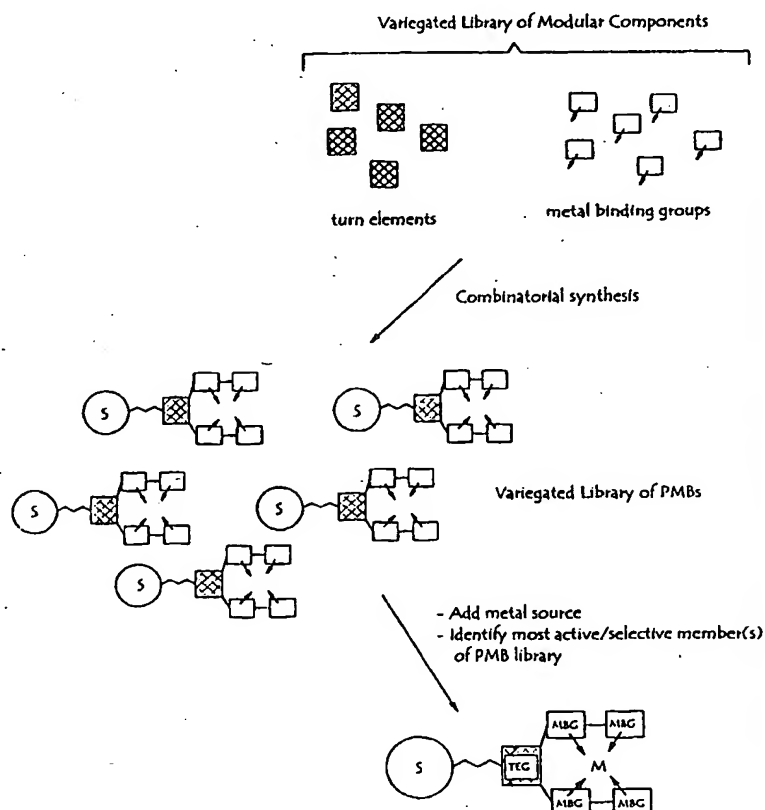 Variegated Library of Modular Components
turn elements
metal binding groups
Combinatorial synthesis
S
S
S
S
Variegated Library of PMBs
S
- Add metal source
- Identify most active/selective member(s)
of PMB library
MBG MBG
S TEG M
MBG MBG